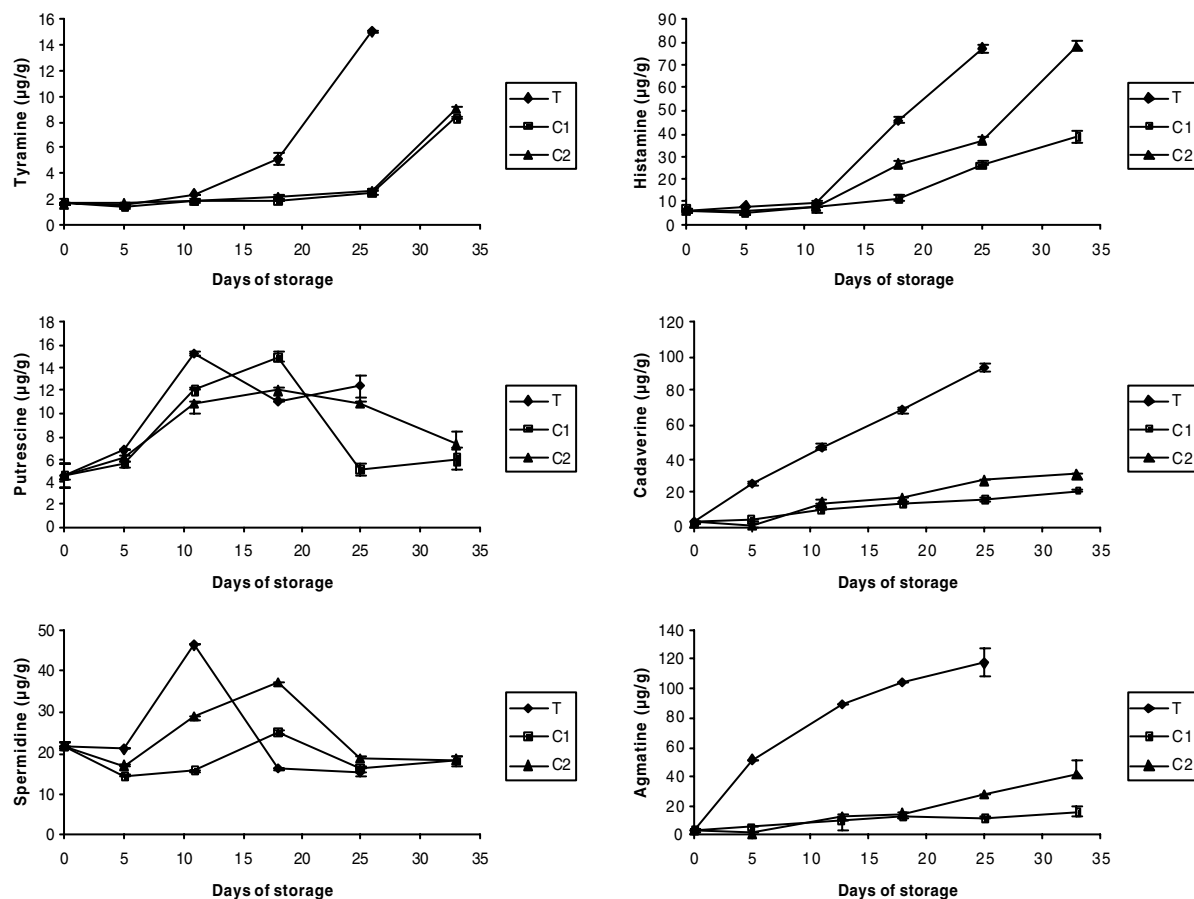 Tyramine (µg/g)
16
14
12
10
8
6
4
2
0
0 5 10 15 20 25 30 35
Days of storage
T
C1
C2
Histamine (µg/g)
90
80
70
60
50
40
30
20
10
0
0 5 10 15 20 25 30 35
Days of storage
T
C1
C2
Putrescine (µg/g)
18
16
14
12
10
8
6
4
2
0
0 5 10 15 20 25 30 35
Days of storage
T
C1
C2
Cadaverine (µg/g)
120
100
80
60
40
20
0
0 5 10 15 20 25 30 35
Days of storage
T
C1
C2
Spermidine (µg/g)
50
40
30
20
10
0
0 5 10 15 20 25 30 35
Days of storage
T
C1
C2
Agmatine (µg/g)
140
120
100
80
60
40
20
0
0 5 10 15 20 25 30 35
Days of storage
T
C1
C2